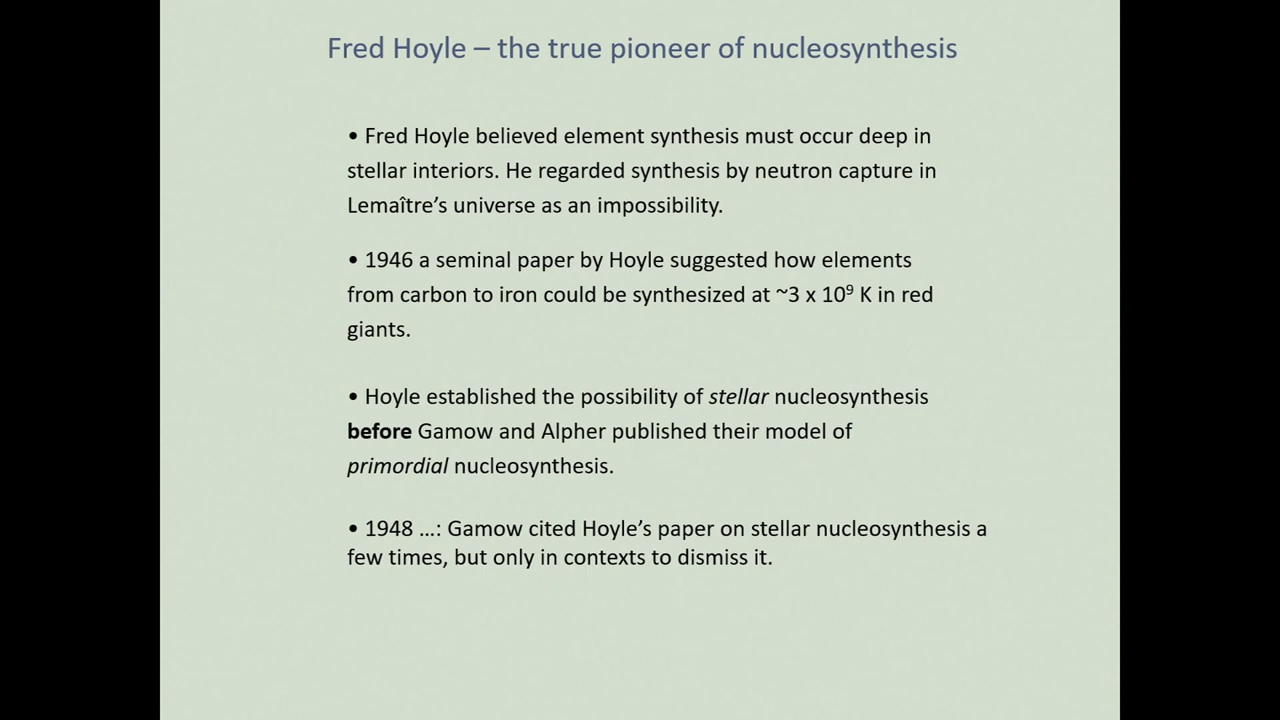 Fred Hoyle – the true pioneer of nucleosynthesis
• Fred Hoyle believed element synthesis must occur deep in
stellar interiors. He regarded synthesis by neutron capture in
Lemaître’s universe as an impossibility.
• 1946 a seminal paper by Hoyle suggested how elements
from carbon to iron could be synthesized at ~3 x 10⁹ K in red
giants.
• Hoyle established the possibility of stellar nucleosynthesis
before Gamow and Alpher published their model of
primordial nucleosynthesis.
• 1948 …: Gamow cited Hoyle’s paper on stellar nucleosynthesis a
few times, but only in contexts to dismiss it.